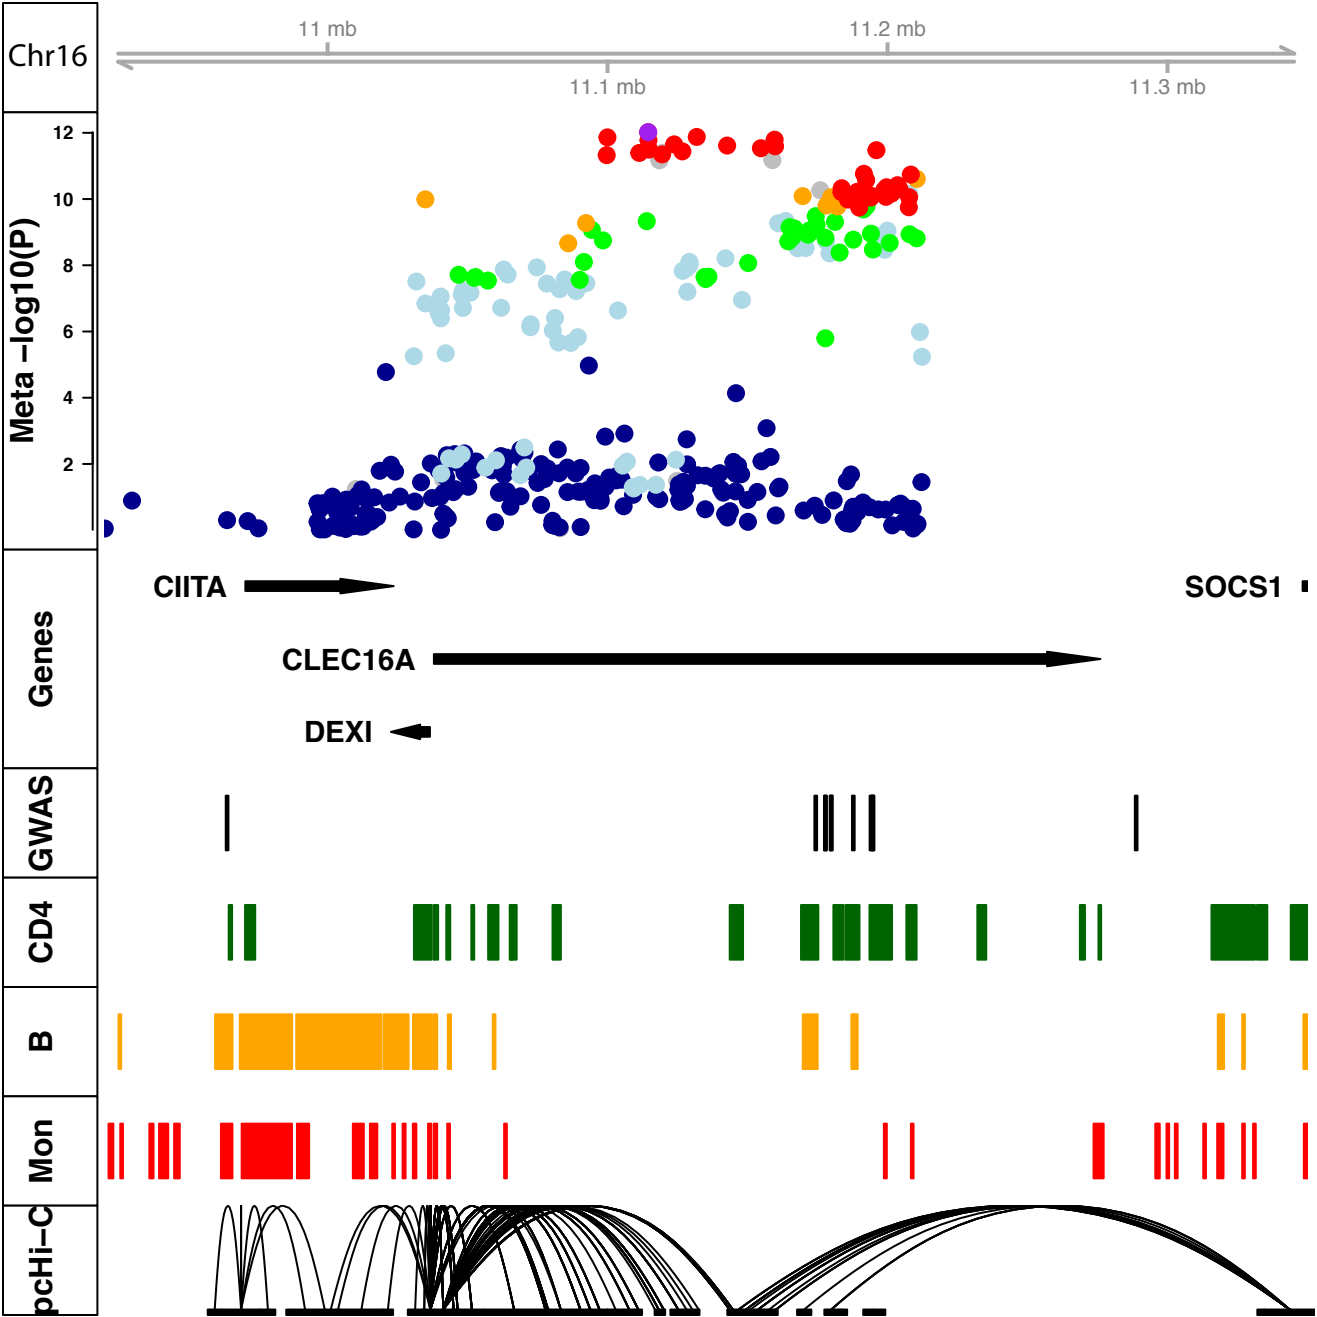 11 mb
11.2 mb
Chr16
11.1 mb
11.3 mb
Meta −log10(P)
12
10
8
6
4
2
Genes
CIITA
SOCS1
CLEC16A
DEXI
GWAS
CD4
B
Mon
pcHi−C